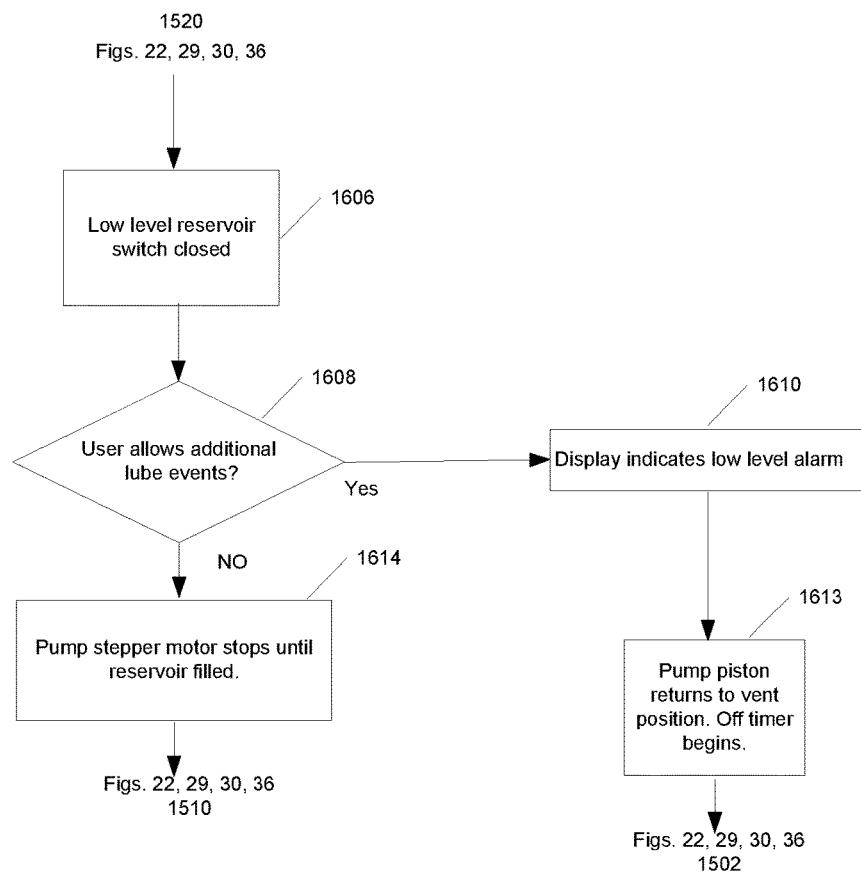 1520
Figs. 22, 29, 30, 36
1606
Low level reservoir
switch closed
1608
User allows additional
lube events?
Yes
NO
1610
Display indicates low level alarm
1614
Pump stepper motor stops until
reservoir filled.
1613
Pump piston
returns to vent
position. Off timer
begins.
Figs. 22, 29, 30, 36
1510
Figs. 22, 29, 30, 36
1502